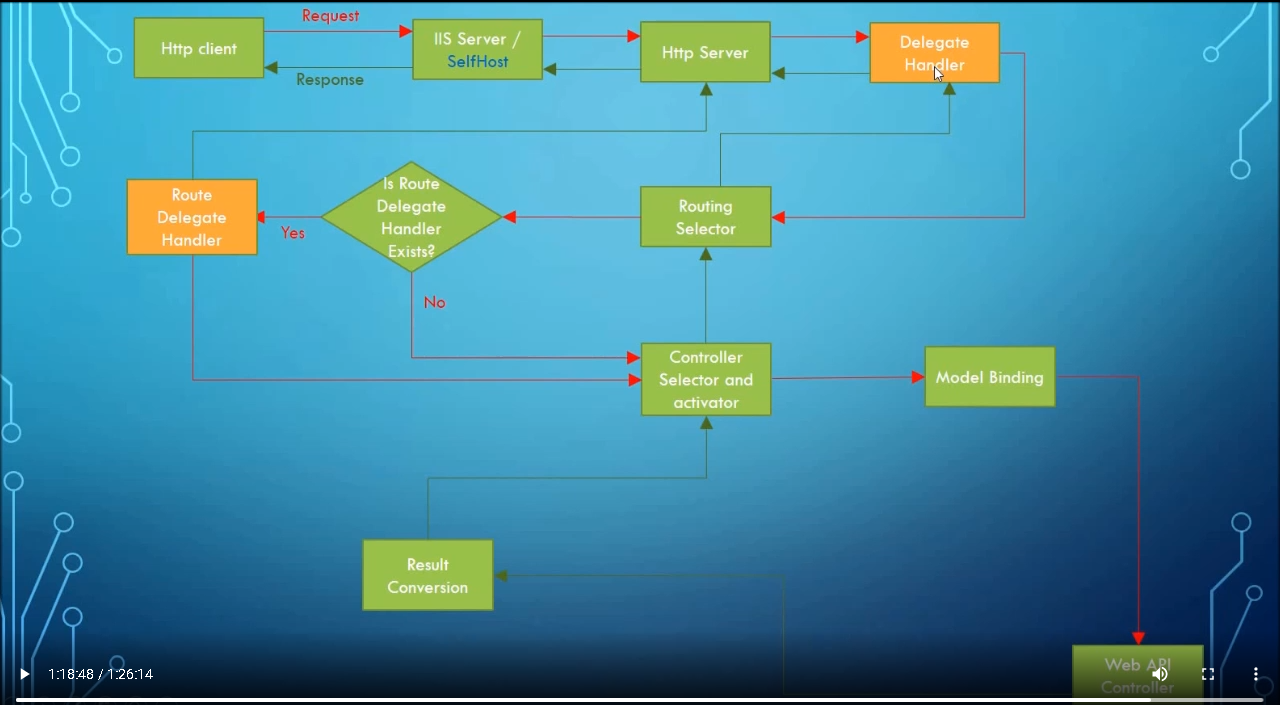 Request
Http client
IIS Server /
SelfHost
Http Server
Delegate
Handler
Response
Route
Delegate
Handler
Is Route
Delegate
Handler
Exists?
Yes
Routing
Selector
No
Controller
Selector and
activator
Model Binding
Result
Conversion
Web API
Controller
1:18:48 / 1:26:14